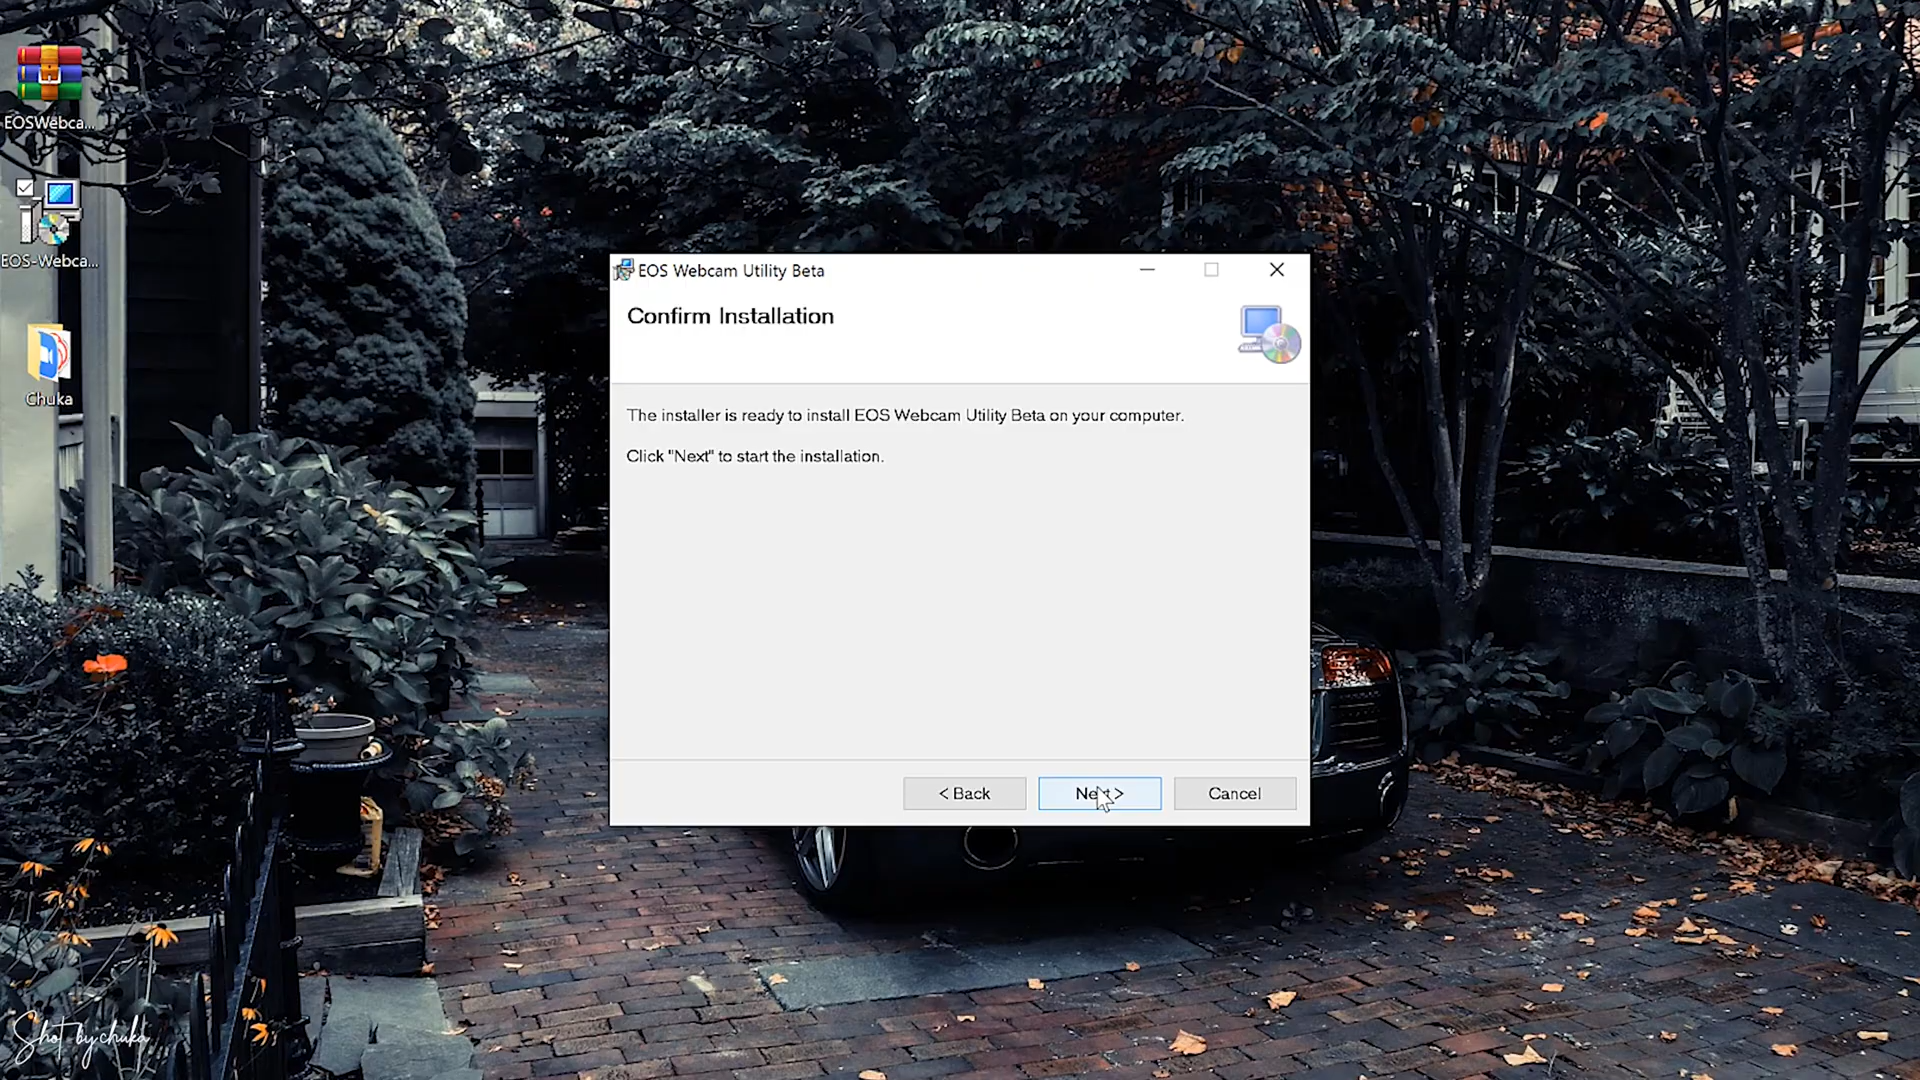 EOSWebca...
EOS-Webca...
Chuka
EOS Webcam Utility Beta
Confirm Installation
The installer is ready to install EOS Webcam Utility Beta on your computer.
Click "Next" to start the installation.
< Back
Next >
Cancel
Shot by chuka